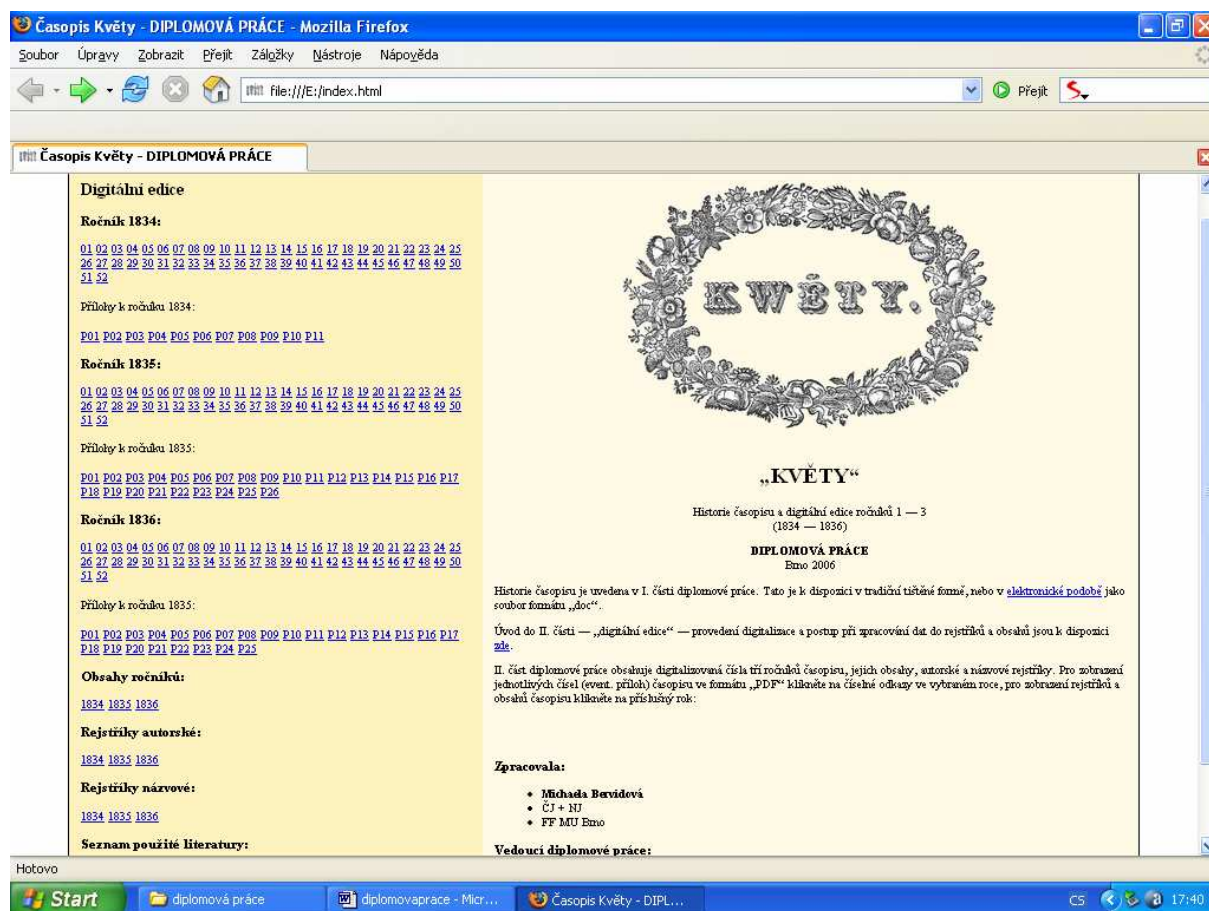 Časopis Květy - DIPLOMOVÁ PRÁCE - Mozilla Firefox
Soubor Úpravy Zobrazit Přejít Záložky Nástroje Nápověda
file:///E:/index.html Přejít
Časopis Květy - DIPLOMOVÁ PRÁCE
Digitální edice
Ročník 1834:
01 02 03 04 05 06 07 08 09 10 11 12 13 14 15 16 17 18 19 20 21 22 23 24 25
26 27 28 29 30 31 32 33 34 35 36 37 38 39 40 41 42 43 44 45 46 47 48 49 50
51 52
Přílohy k ročníku 1834:
P01 P02 P03 P04 P05 P06 P07 P08 P09 P10 P11
Ročník 1835:
01 02 03 04 05 06 07 08 09 10 11 12 13 14 15 16 17 18 19 20 21 22 23 24 25
26 27 28 29 30 31 32 33 34 35 36 37 38 39 40 41 42 43 44 45 46 47 48 49 50
51 52
Přílohy k ročníku 1835:
P01 P02 P03 P04 P05 P06 P07 P08 P09 P10 P11 P12 P13 P14 P15 P16 P17
P18 P19 P20 P21 P22 P23 P24 P25 P26
Ročník 1836:
01 02 03 04 05 06 07 08 09 10 11 12 13 14 15 16 17 18 19 20 21 22 23 24 25
26 27 28 29 30 31 32 33 34 35 36 37 38 39 40 41 42 43 44 45 46 47 48 49 50
51 52
Přílohy k ročníku 1835:
P01 P02 P03 P04 P05 P06 P07 P08 P09 P10 P11 P12 P13 P14 P15 P16 P17
P18 P19 P20 P21 P22 P23 P24 P25
Obsahy ročníků:
1834 1835 1836
Rejstříky autorské:
1834 1835 1836
Rejstříky názvové:
1834 1835 1836
Seznam použité literatury:
KWĚTY.
„KVĚTY“
Historie časopisu a digitální edice ročníků 1 — 3
(1834 — 1836)
DIPLOMOVÁ PRÁCE
Brno 2006
Historie časopisu je uvedena v I. části diplomové práce. Tato je k dispozici v tradiční tištěné formě, nebo v elektronické podobě jako
soubor formátu „doc“.
Úvod do II. části — „digitální edice“ — provedení digitalizace a postup při zpracování dat do rejstříků a obsahů jsou k dispozici
zde.
II. část diplomové práce obsahuje digitalizovaná čísla tří ročníků časopisu, jejich obsahy, autorské a názvové rejstříky. Pro zobrazení
jednotlivých čísel (event. příloh) časopisu ve formátu „PDF“ klikněte na číselné odkazy ve vybraném roce, pro zobrazení rejstříků a
obsahů časopisu klikněte na příslušný rok:
Zpracovala:
• Michaela Bervidová
• ČJ + NJ
• FF MU Brno
Vedoucí diplomové práce:
Hotovo
Start diplomová práce diplomovaprace - Micr... Časopis Květy - DIPL... CS 17:40